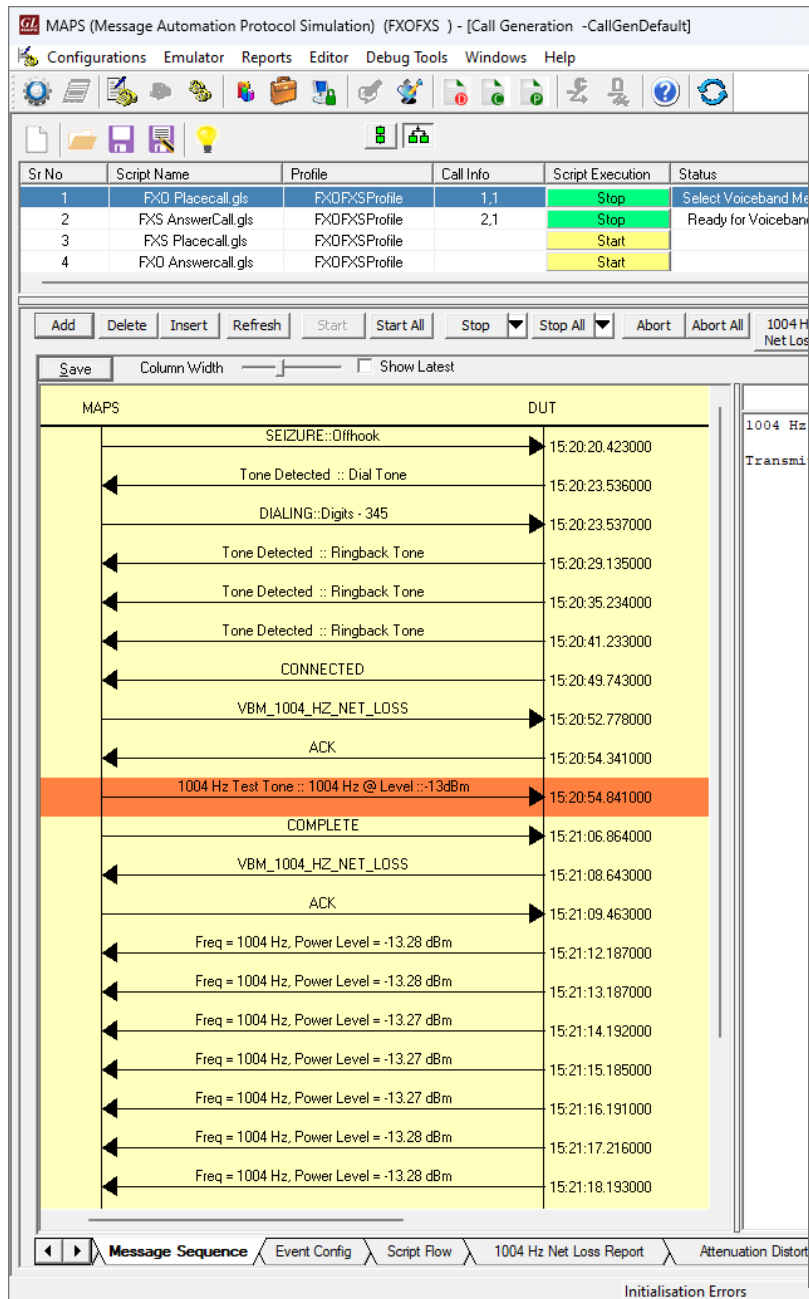 GL MAPS MAPS (Message Automation Protocol Simulation) (FXOFXS ) - [Call Generation -CallGenDefault]
Configurations Emulator Reports Editor Debug Tools Windows Help
Sr No Script Name Profile Call Info Script Execution Status
1 FXO Placecall.gls FXOFXSProfile 1,1 Stop Select Voiceband Me
2 FXS AnswerCall.gls FXOFXSProfile 2,1 Stop Ready for Voiceband
3 FXS Placecall.gls FXOFXSProfile Start
4 FXO Answercall.gls FXOFXSProfile Start
Add Delete Insert Refresh Start Start All Stop Stop All Abort Abort All 1004 H
Net Los
Save Column Width Show Latest
MAPS DUT
SEIZURE::Offhook 15:20:20.423000
Tone Detected :: Dial Tone 15:20:23.536000
DIALING::Digits - 345 15:20:23.537000
Tone Detected :: Ringback Tone 15:20:29.135000
Tone Detected :: Ringback Tone 15:20:35.234000
Tone Detected :: Ringback Tone 15:20:41.233000
CONNECTED 15:20:49.743000
VBM_1004_HZ_NET_LOSS 15:20:52.778000
ACK 15:20:54.341000
1004 Hz Test Tone :: 1004 Hz @ Level ::-13dBm 15:20:54.841000
COMPLETE 15:21:06.864000
VBM_1004_HZ_NET_LOSS 15:21:08.643000
ACK 15:21:09.463000
Freq = 1004 Hz, Power Level = -13.28 dBm 15:21:12.187000
Freq = 1004 Hz, Power Level = -13.28 dBm 15:21:13.187000
Freq = 1004 Hz, Power Level = -13.27 dBm 15:21:14.192000
Freq = 1004 Hz, Power Level = -13.27 dBm 15:21:15.185000
Freq = 1004 Hz, Power Level = -13.27 dBm 15:21:16.191000
Freq = 1004 Hz, Power Level = -13.28 dBm 15:21:17.216000
Freq = 1004 Hz, Power Level = -13.28 dBm 15:21:18.193000
1004 Hz
Transmi
Message Sequence Event Config Script Flow 1004 Hz Net Loss Report Attenuation Distort
Initialisation Errors